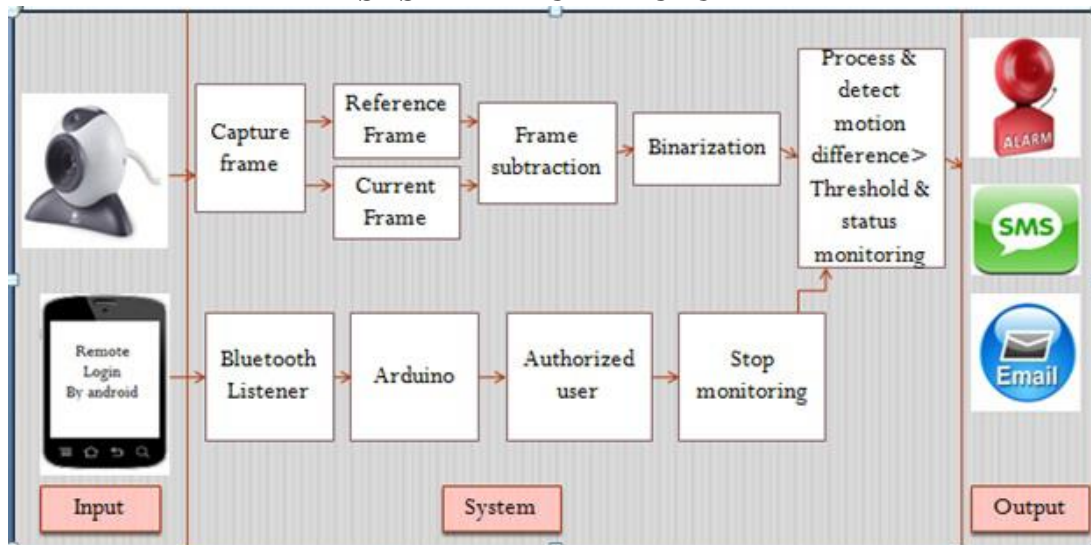 Capture
frame
Reference
Frame
Current
Frame
Frame
subtraction
Binarization
Process &
detect
motion
difference>
Threshold &
status
monitoring
ALARM
SMS
Email
Remote
Login
By android
Bluetooth
Listener
Arduino
Authorized
user
Stop
monitoring
Input
System
Output